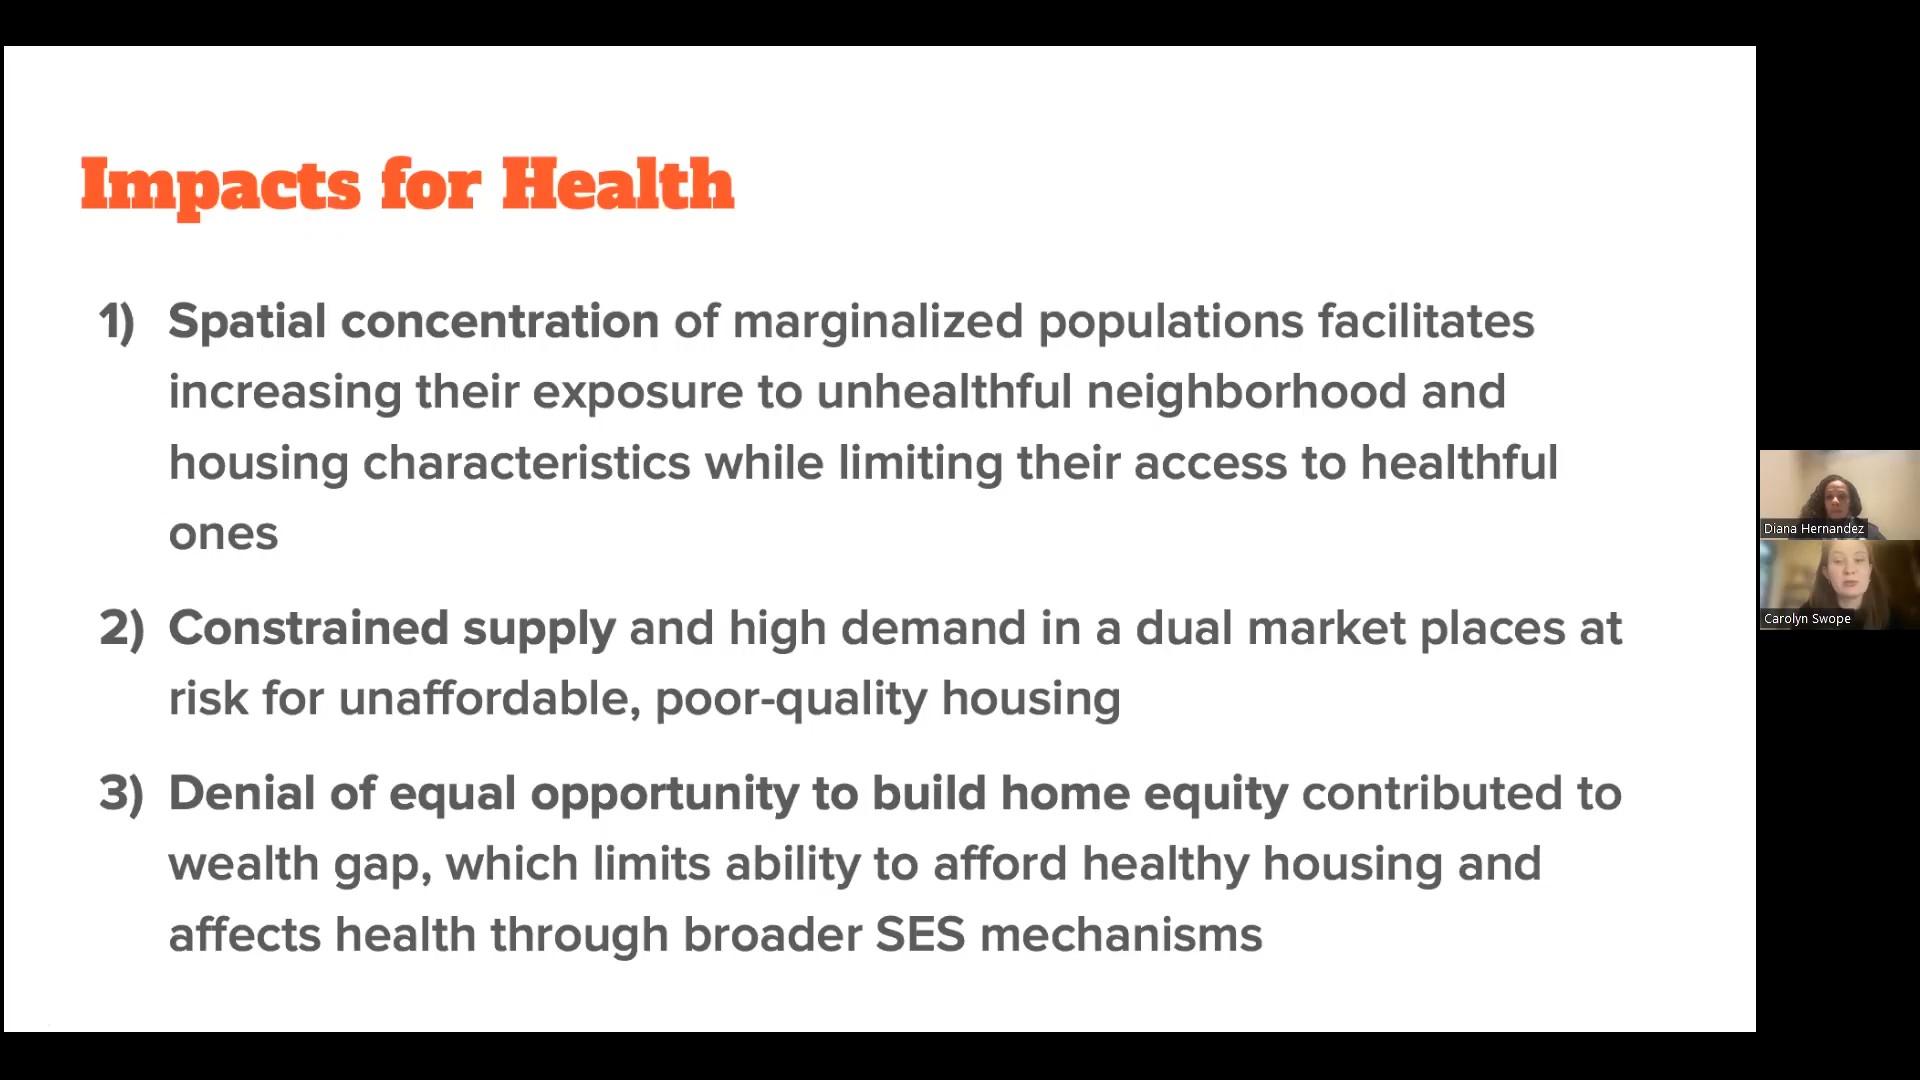 Impacts for Health
1) Spatial concentration of marginalized populations facilitates
increasing their exposure to unhealthful neighborhood and
housing characteristics while limiting their access to healthful
ones
2) Constrained supply and high demand in a dual market places at
risk for unaffordable, poor-quality housing
3) Denial of equal opportunity to build home equity contributed to
wealth gap, which limits ability to afford healthy housing and
affects health through broader SES mechanisms
Diana Hernandez
Carolyn Swope